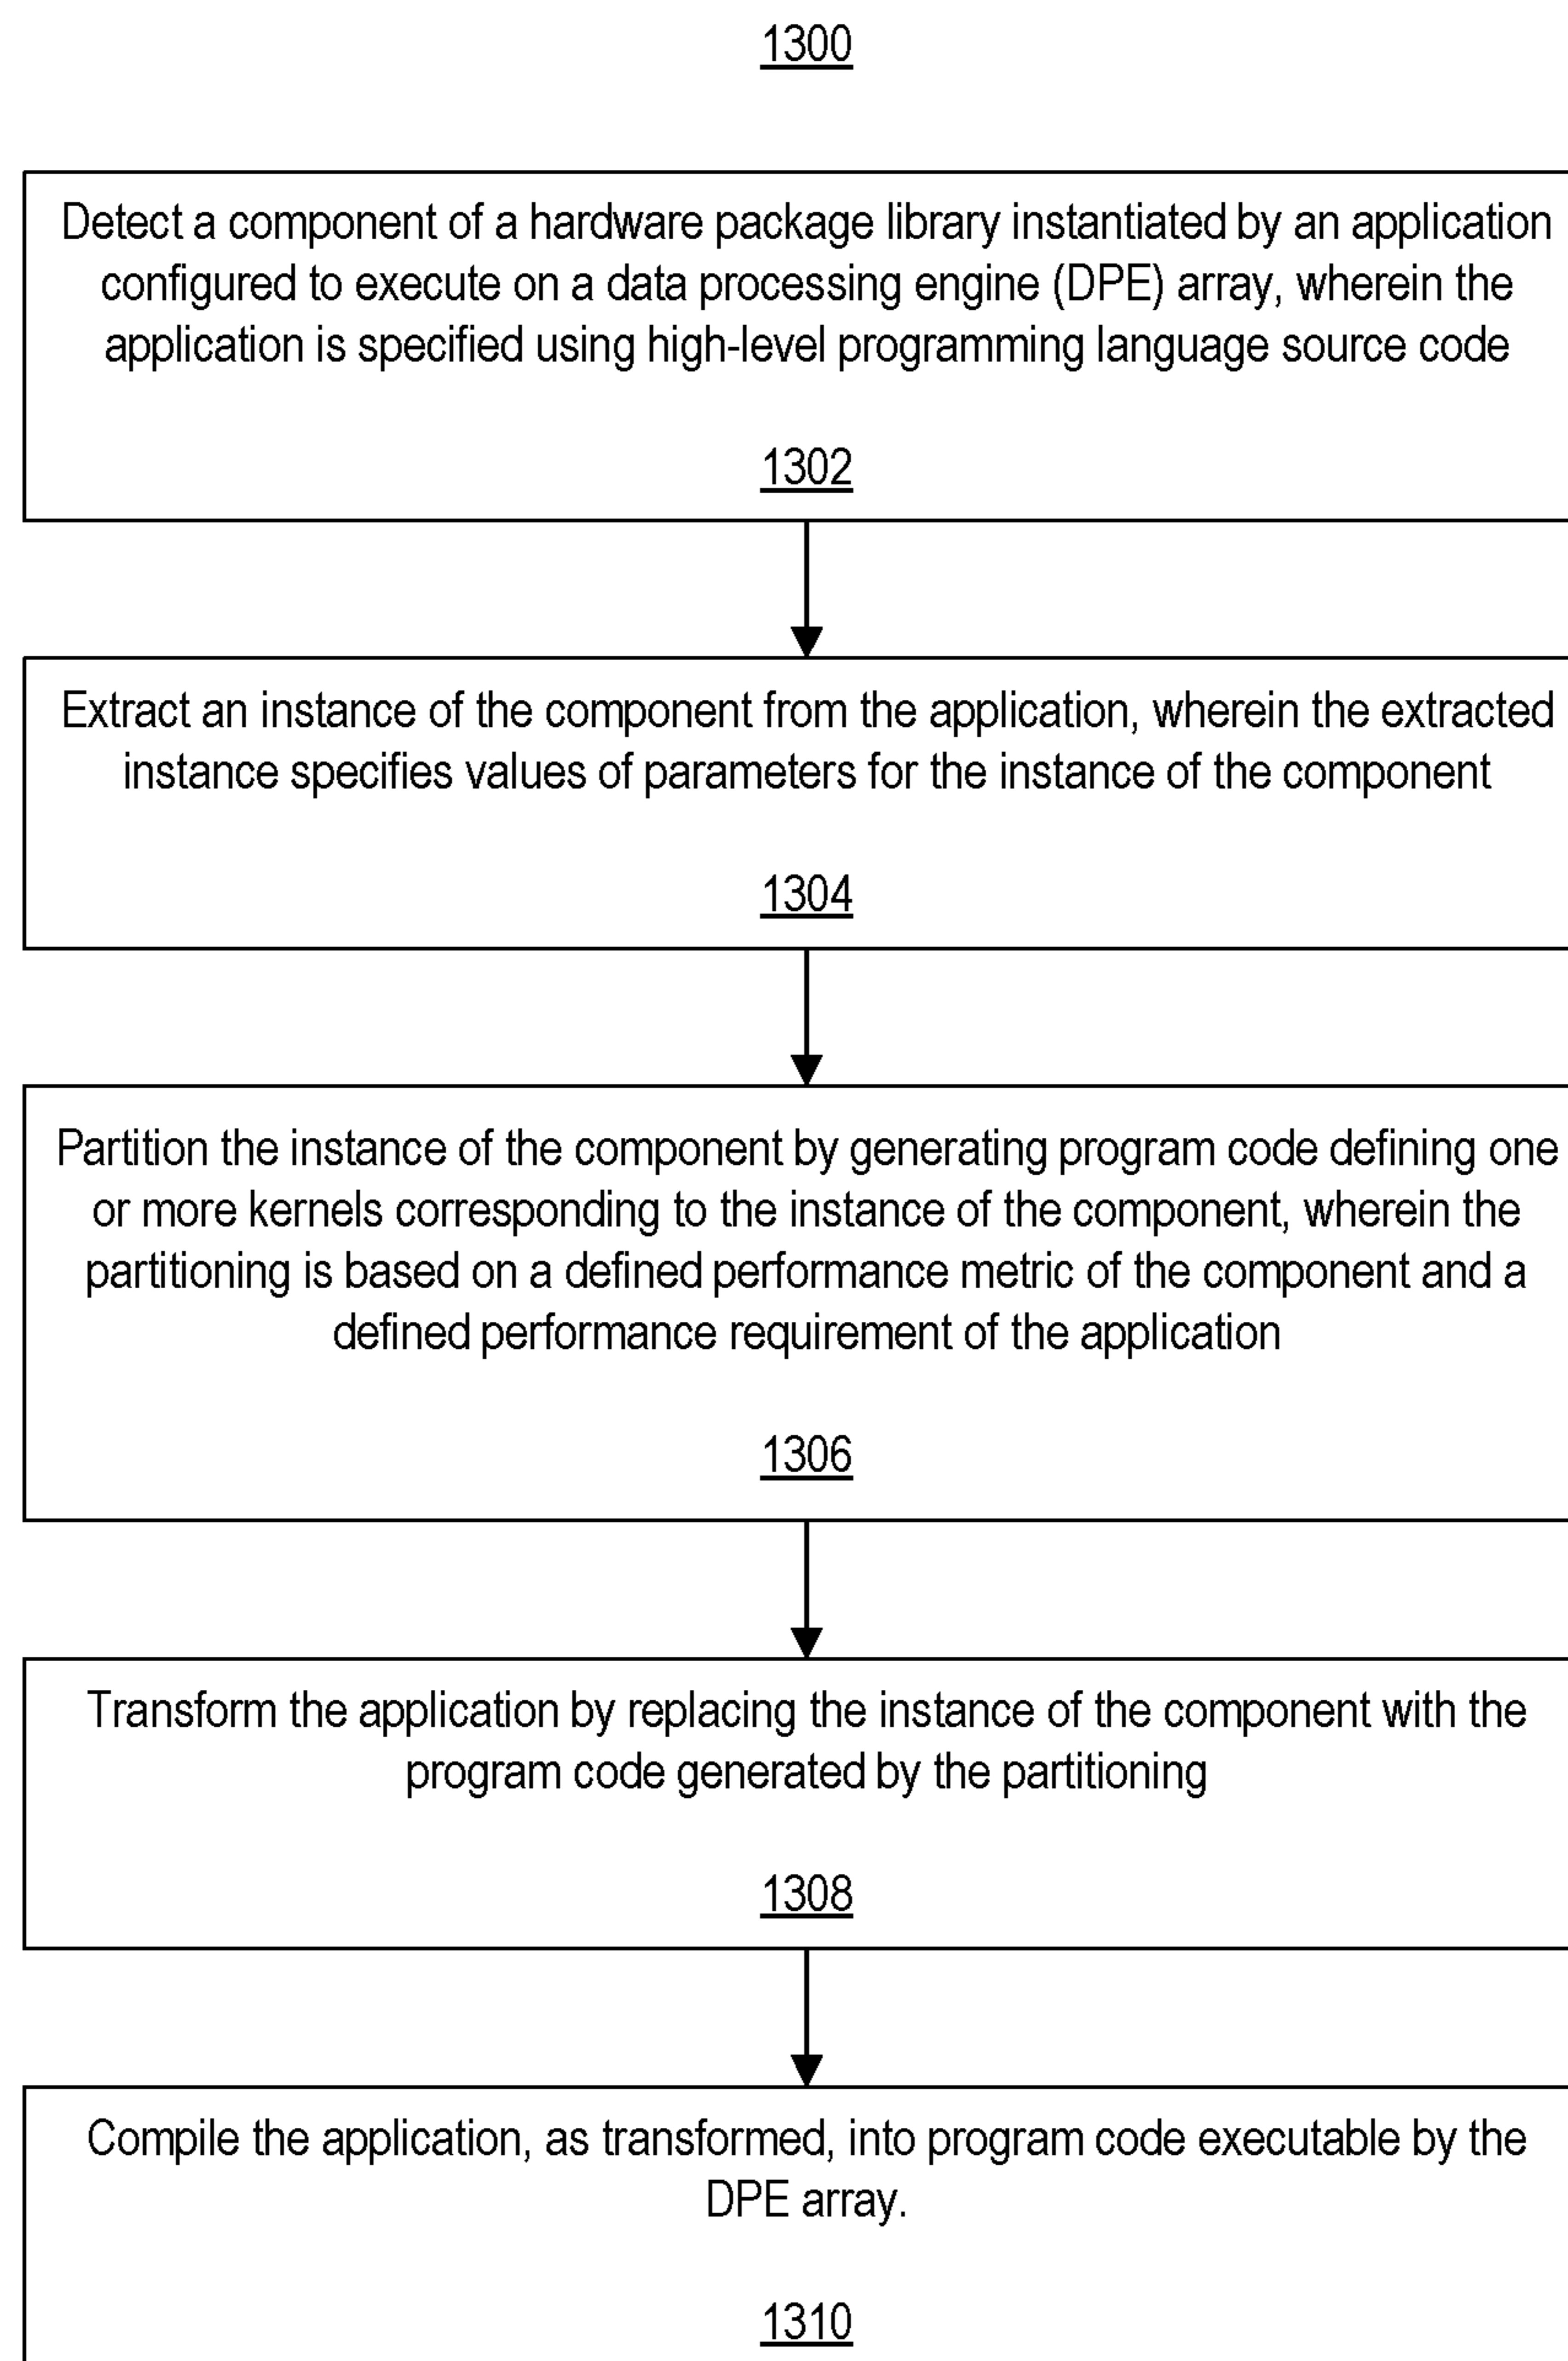 1300
Detect a component of a hardware package library instantiated by an application
configured to execute on a data processing engine (DPE) array, wherein the
application is specified using high-level programming language source code
1302
Extract an instance of the component from the application, wherein the extracted
instance specifies values of parameters for the instance of the component
1304
Partition the instance of the component by generating program code defining one
or more kernels corresponding to the instance of the component, wherein the
partitioning is based on a defined performance metric of the component and a
defined performance requirement of the application
1306
Transform the application by replacing the instance of the component with the
program code generated by the partitioning
1308
Compile the application, as transformed, into program code executable by the
DPE array.
1310